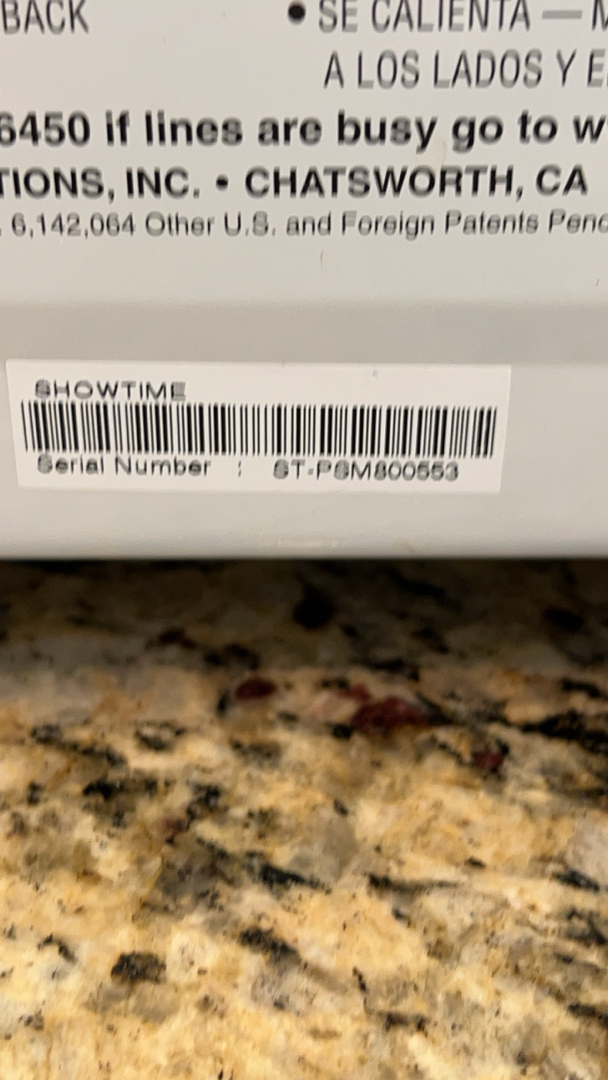 BACK
• SE CALIENTA —
A LOS LADOS Y
6450 if lines are busy go to
TIONS, INC. • CHATSWORTH, CA
6,142,064 Other U.S. and Foreign Patents Pend
SHOWTIME
Serial Number : ST-PSM800553